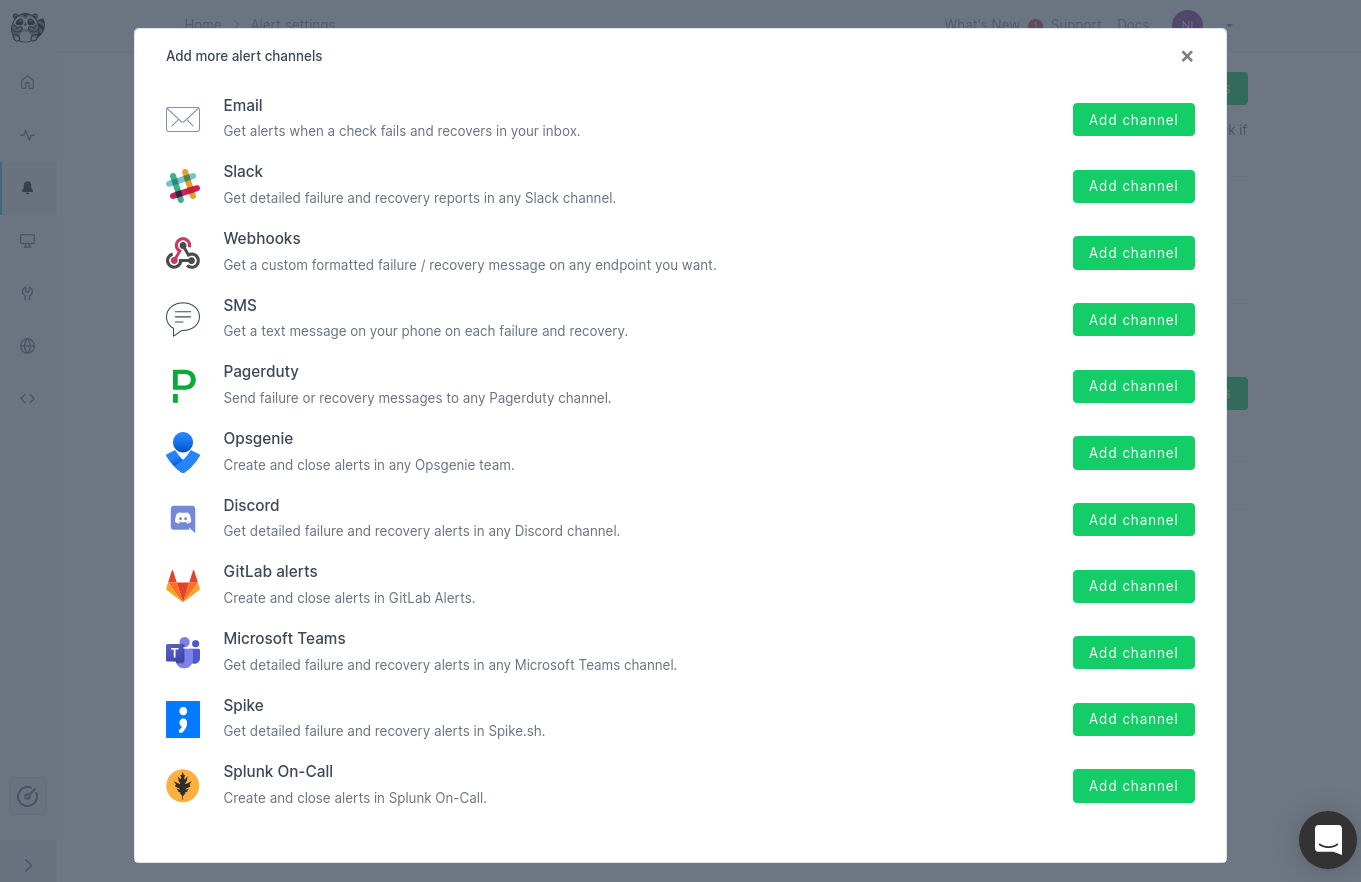 Home > Alert settings
What's New 1 Support Docs NI
Add more alert channels
Email
Get alerts when a check fails and recovers in your inbox.
Add channel
Slack
Get detailed failure and recovery reports in any Slack channel.
Add channel
Webhooks
Get a custom formatted failure / recovery message on any endpoint you want.
Add channel
SMS
Get a text message on your phone on each failure and recovery.
Add channel
Pagerduty
Send failure or recovery messages to any Pagerduty channel.
Add channel
Opsgenie
Create and close alerts in any Opsgenie team.
Add channel
Discord
Get detailed failure and recovery alerts in any Discord channel.
Add channel
GitLab alerts
Create and close alerts in GitLab Alerts.
Add channel
Microsoft Teams
Get detailed failure and recovery alerts in any Microsoft Teams channel.
Add channel
Spike
Get detailed failure and recovery alerts in Spike.sh.
Add channel
Splunk On-Call
Create and close alerts in Splunk On-Call.
Add channel